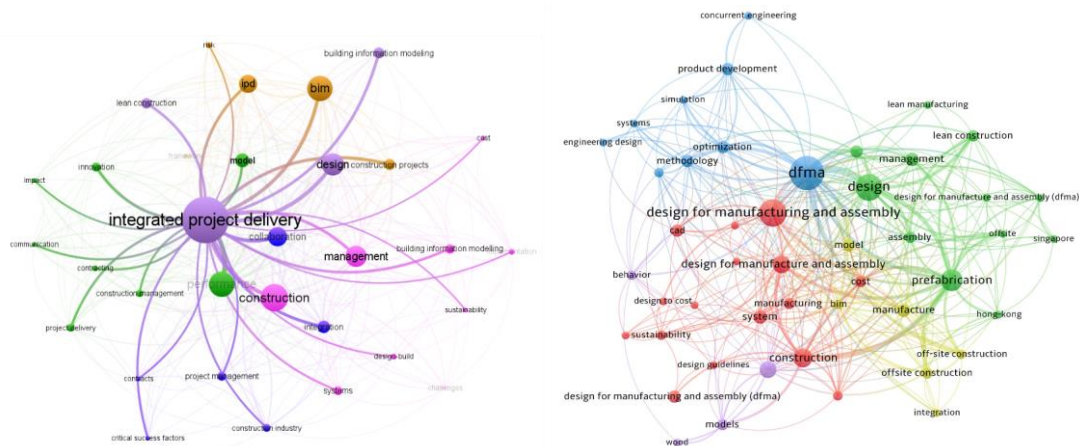 risk
building information modeling
ipd
bim
lean construction
cost
framework
model
design
construction projects
innovation
impact
integrated project delivery
collaboration
communication
management
building information modelling
contracting
performance
construction management
construction
sustainability
project delivery
integration
design-build
contracts
project management
systems
challenges
critical success factors
construction industry
concurrent engineering
product development
simulation
lean manufacturing
systems
lean construction
engineering design
optimization
methodology
management
dfma
design
design for manufacture and assembly (dfma)
design for manufacturing and assembly
cad
assembly
offsite
singapore
model
behavior
design for manufacture and assembly
prefabrication
cost
design to cost
manufacturing
bim
manufacture
hong-kong
system
sustainability
construction
off-site construction
design guidelines
offsite construction
design for manufacturing and assembly (dfma)
integration
models
wood